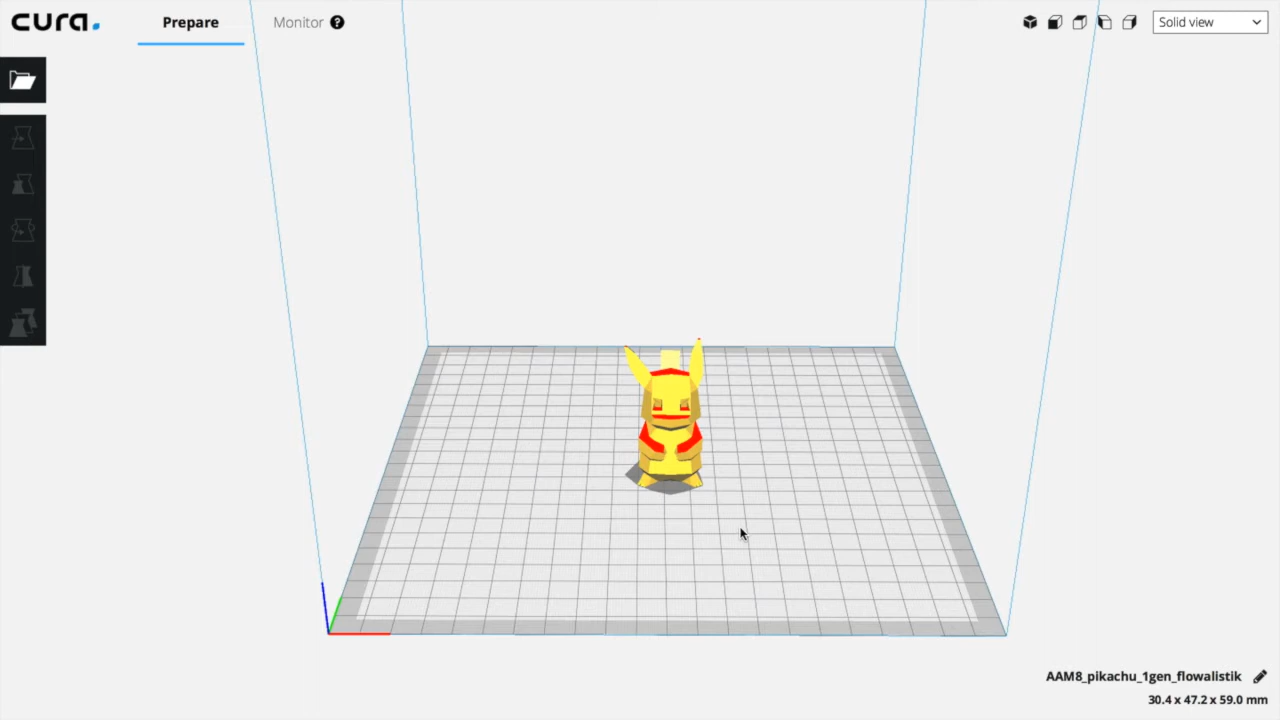 cura.
Prepare
Monitor ?
Solid view
AAM8_pikachu_1gen_flowalistik
30.4 x 47.2 x 59.0 mm